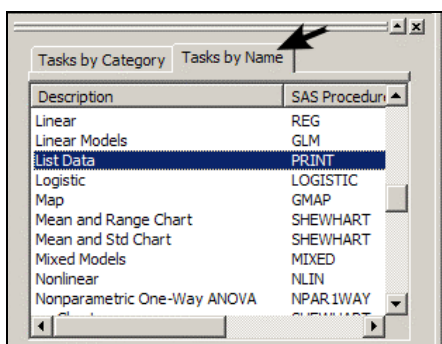 Tasks by Category Tasks by Name
Description SAS Procedur
Linear REG
Linear Models GLM
List Data PRINT
Logistic LOGISTIC
Map GMAP
Mean and Range Chart SHEWHART
Mean and Std Chart SHEWHART
Mixed Models MIXED
Nonlinear NLIN
Nonparametric One-Way ANOVA NPAR1WAY